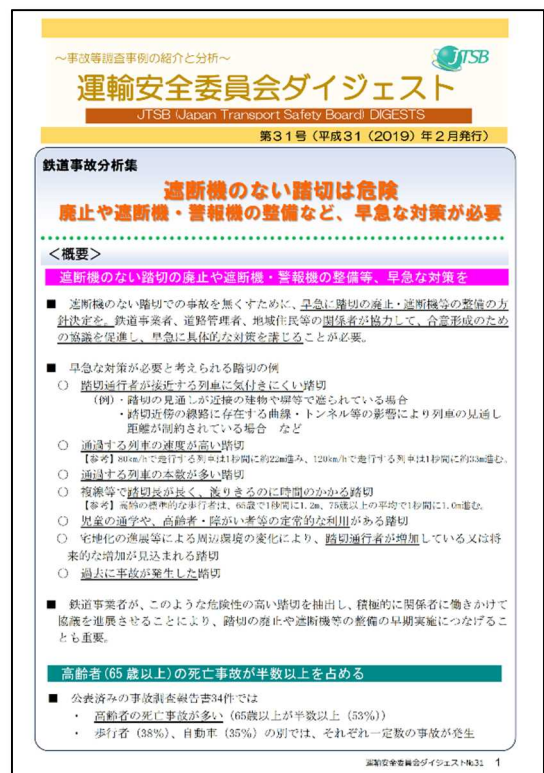 ～事故等調査事例の紹介と分析～
JTSB
運輸安全委員会ダイジェスト
JTSB (Japan Transport Safety Board) DIGESTS
第31号（平成31（2019）年2月発行）
鉄道事故分析集
遮断機のない踏切は危険
廃止や遮断機・警報機の整備など、早急な対策が必要
＜概要＞
遮断機のない踏切の廃止や遮断機・警報機の整備等、早急な対策を
■ 遮断機のない踏切での事故を無くすために、早急に踏切の廃止・遮断機等の整備の方
針決定を。鉄道事業者、道路管理者、地域住民等の関係者が協力して、合意形成のため
の協議を促進し、早急に具体的な対策を講じることが必要。
■ 早急な対策が必要と考えられる踏切の例
○ 踏切通行者が接近する列車に気付きにくい踏切
（例）・踏切の見通しが近接の建物や塀等で遮られている場合
・踏切近傍の線路に存在する曲線・トンネル等の影響により列車の見通し
距離が制約されている場合 など
○ 通過する列車の速度が高い踏切
【参考】80km/hで走行する列車は1秒間に約22m進み、120km/hで走行する列車は1秒間に約33m進む。
○ 通過する列車の本数が多い踏切
○ 複線等で踏切長が長く、渡りきるのに時間のかかる踏切
【参考】高齢の標準的な歩行者は、65歳で1秒間に1.2m、75歳以上の平均で1秒間に1.0m進む。
○ 児童の通学や、高齢者・障がい者等の定常的な利用がある踏切
○ 宅地化の進展等による周辺環境の変化により、踏切通行者が増加している又は将
来的な増加が見込まれる踏切
○ 過去に事故が発生した踏切
■ 鉄道事業者が、このような危険性の高い踏切を抽出し、積極的に関係者に働きかけて
協議を進展させることにより、踏切の廃止や遮断機等の整備の早期実施につなげるこ
とも重要。
高齢者（65歳以上）の死亡事故が半数以上を占める
■ 公表済みの事故調査報告書34件では
・ 高齢者の死亡事故が多い（65歳以上が半数以上（53%））
・ 歩行者（38%）、自動車（35%）の別では、それぞれ一定数の事故が発生
運輸安全委員会ダイジェスト№31 1